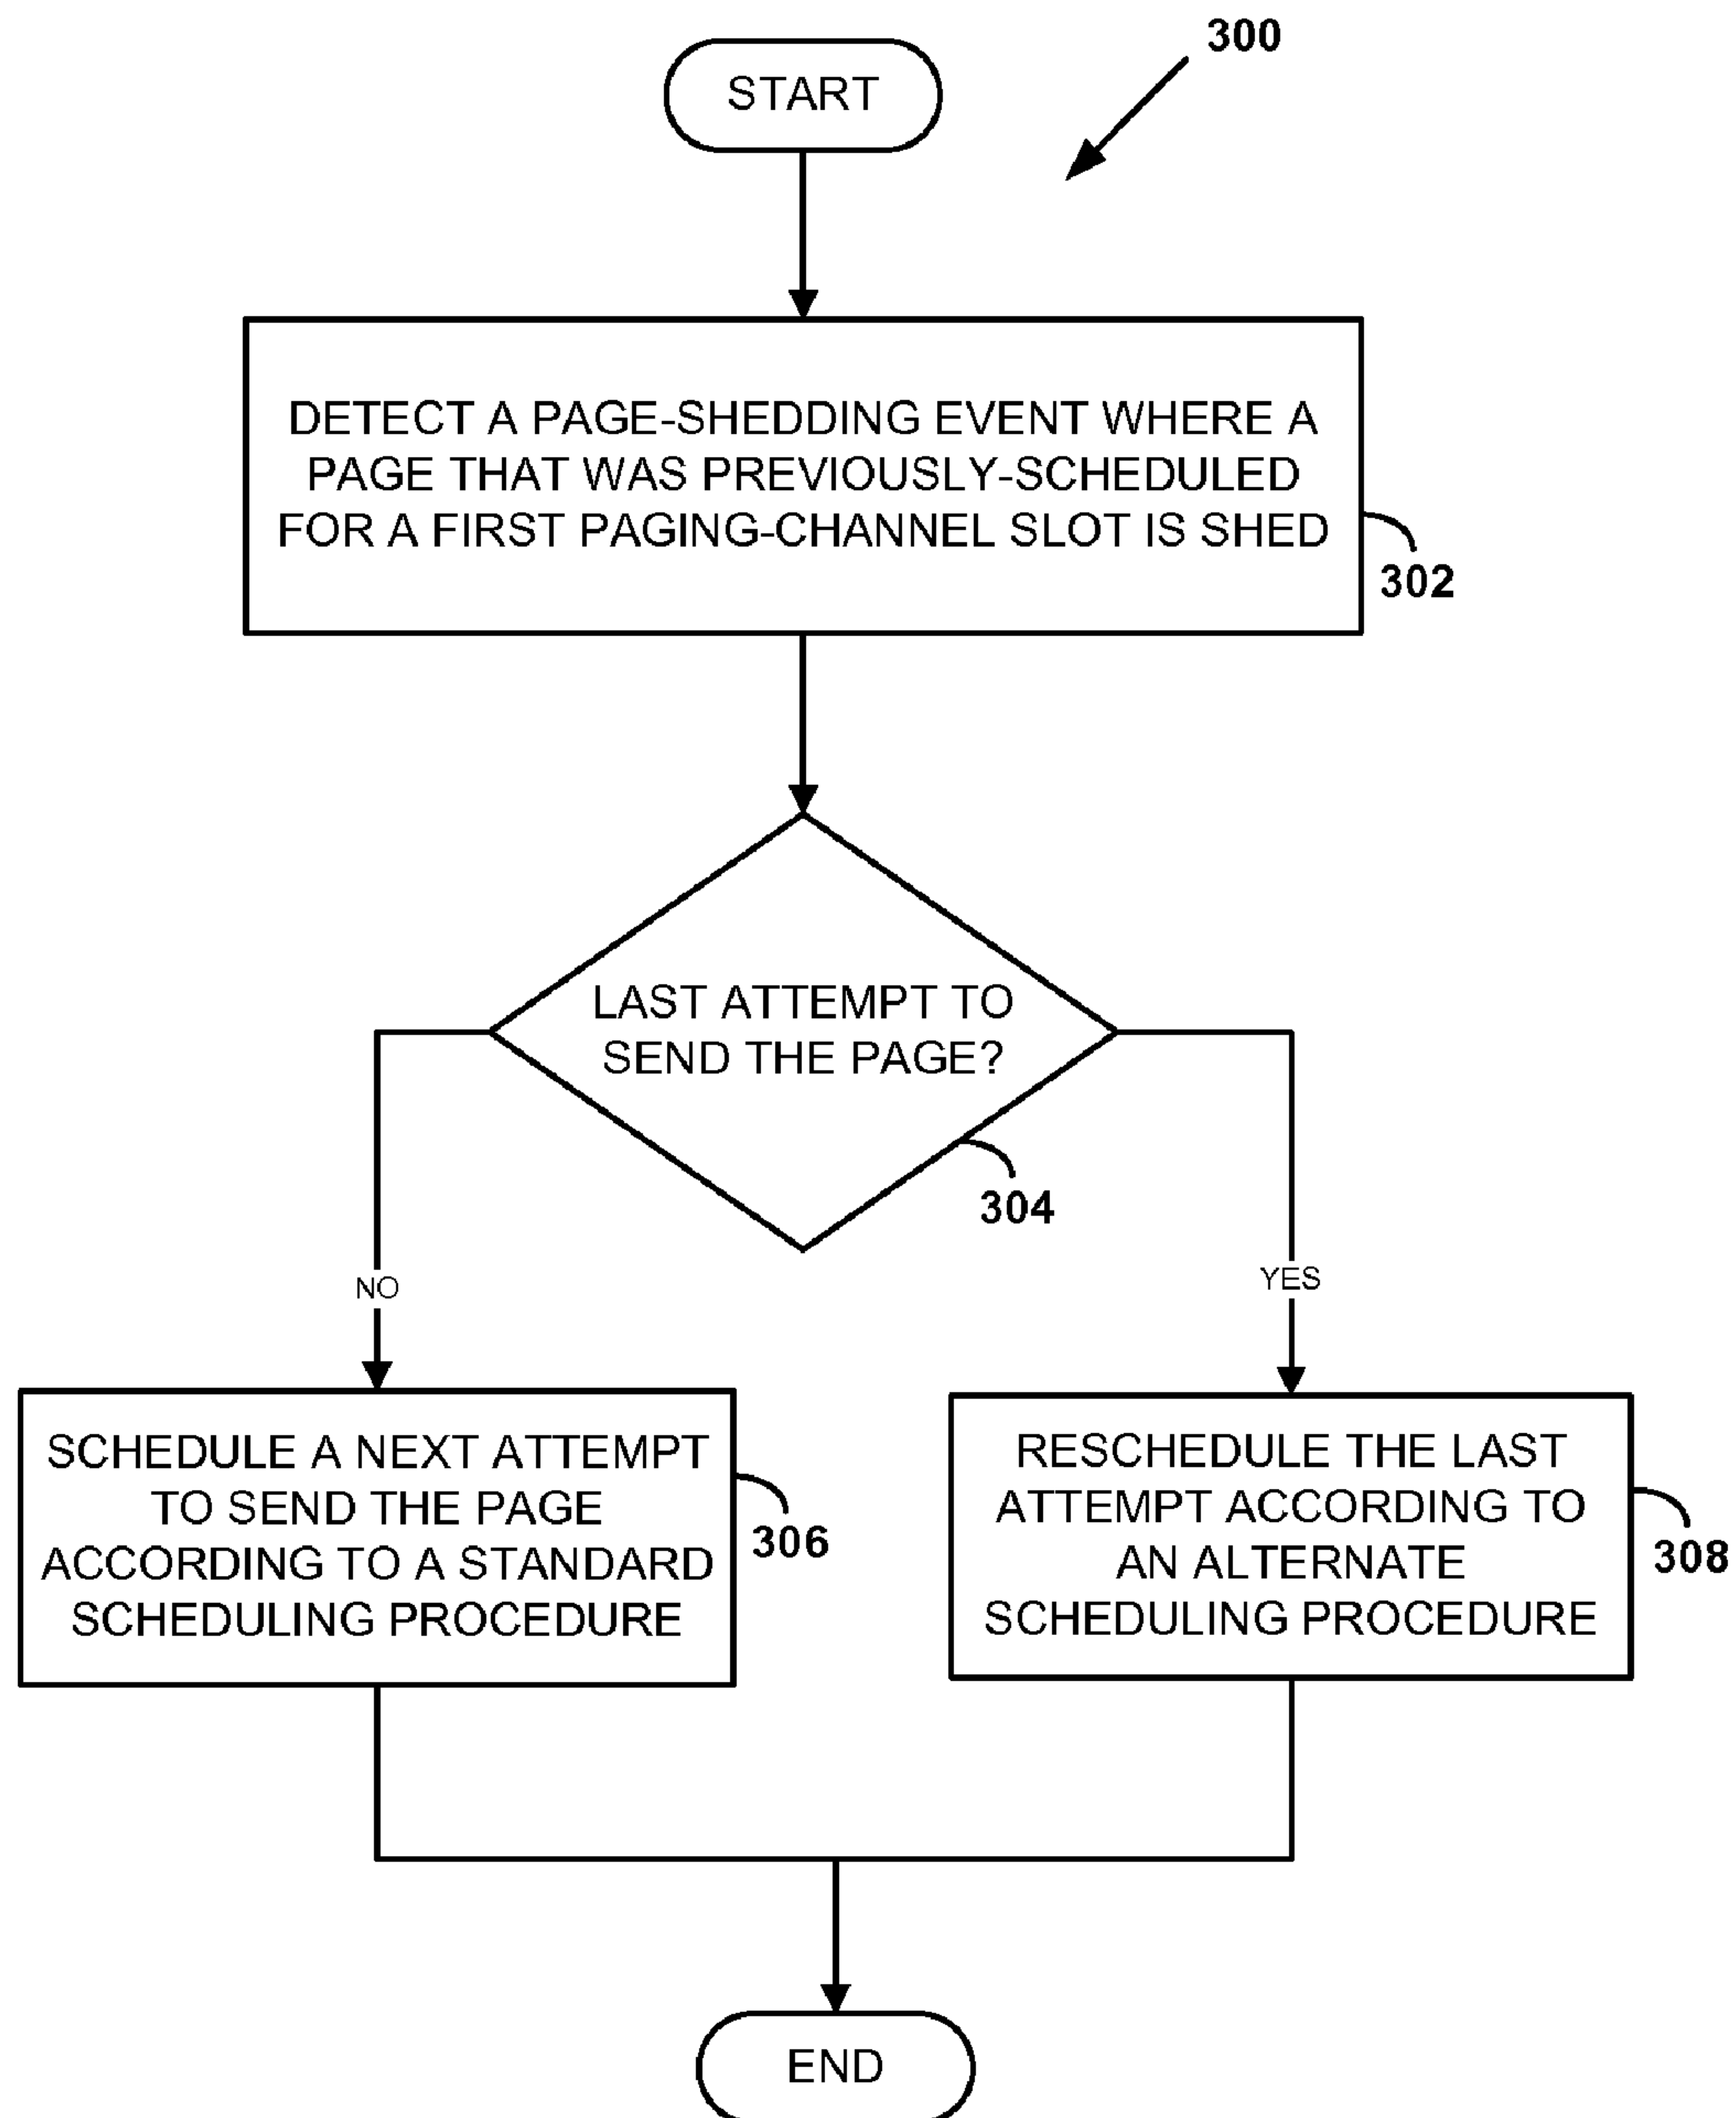 300
START
DETECT A PAGE-SHEDDING EVENT WHERE A
PAGE THAT WAS PREVIOUSLY-SCHEDULED
FOR A FIRST PAGING-CHANNEL SLOT IS SHED
302
LAST ATTEMPT TO
SEND THE PAGE?
304
NO
YES
SCHEDULE A NEXT ATTEMPT
TO SEND THE PAGE
ACCORDING TO A STANDARD
SCHEDULING PROCEDURE
306
RESCHEDULE THE LAST
ATTEMPT ACCORDING TO
AN ALTERNATE
SCHEDULING PROCEDURE
308
END